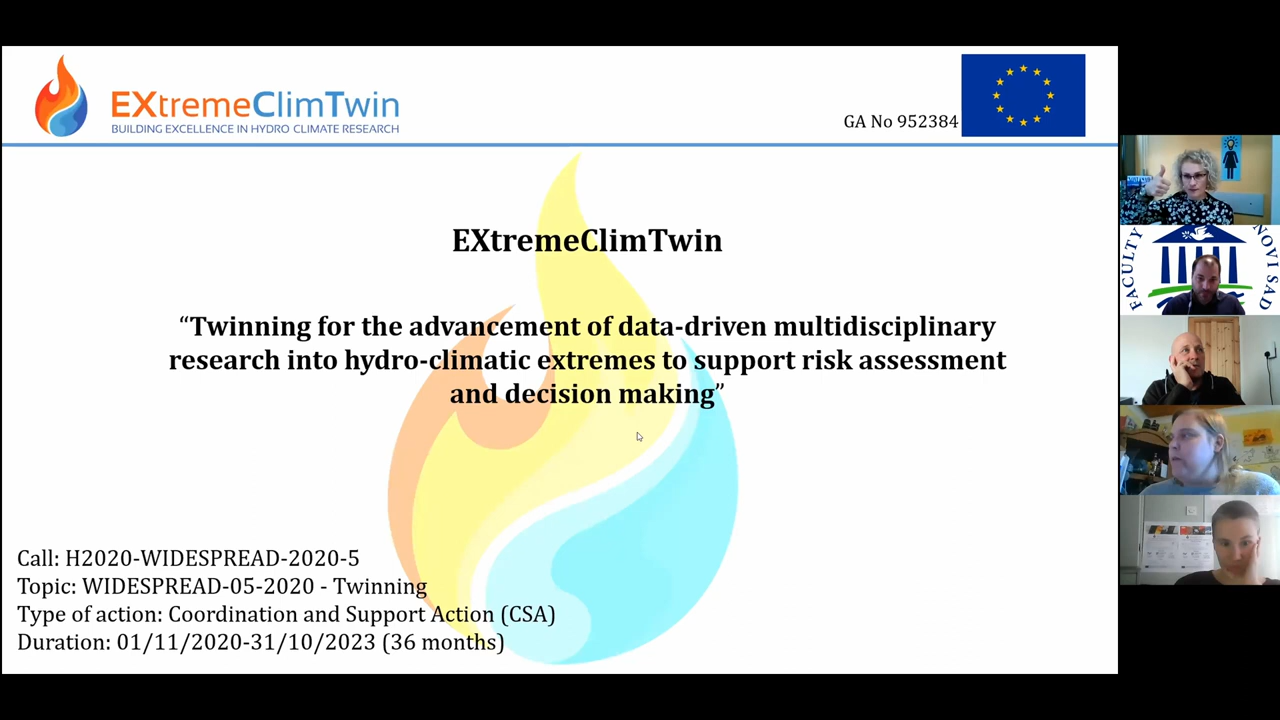 EXtremeClimTwin
BUILDING EXCELLENCE IN HYDRO CLIMATE RESEARCH
GA No 952384
EXtremeClimTwin
“Twinning for the advancement of data-driven multidisciplinary
research into hydro-climatic extremes to support risk assessment
and decision making”
Call: H2020-WIDESPREAD-2020-5
Topic: WIDESPREAD-05-2020 - Twinning
Type of action: Coordination and Support Action (CSA)
Duration: 01/11/2020-31/10/2023 (36 months)
FACULTY
NOVI SAD